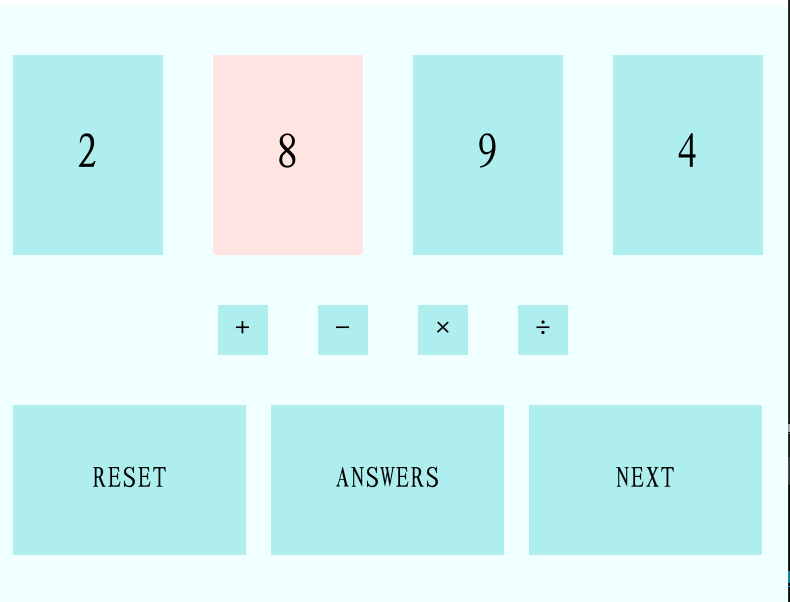 2 8 9 4
+ − × ÷
RESET ANSWERS NEXT